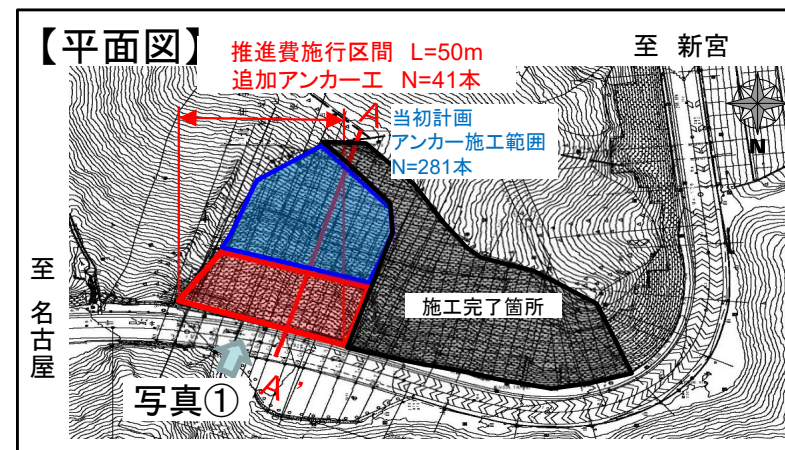 【平面図】
推進費施行区間 L=50m
追加アンカー工 N=41本
至 新宮
A
当初計画
アンカー施工範囲
N=281本
N
至 名古屋
施工完了箇所
A'
写真①